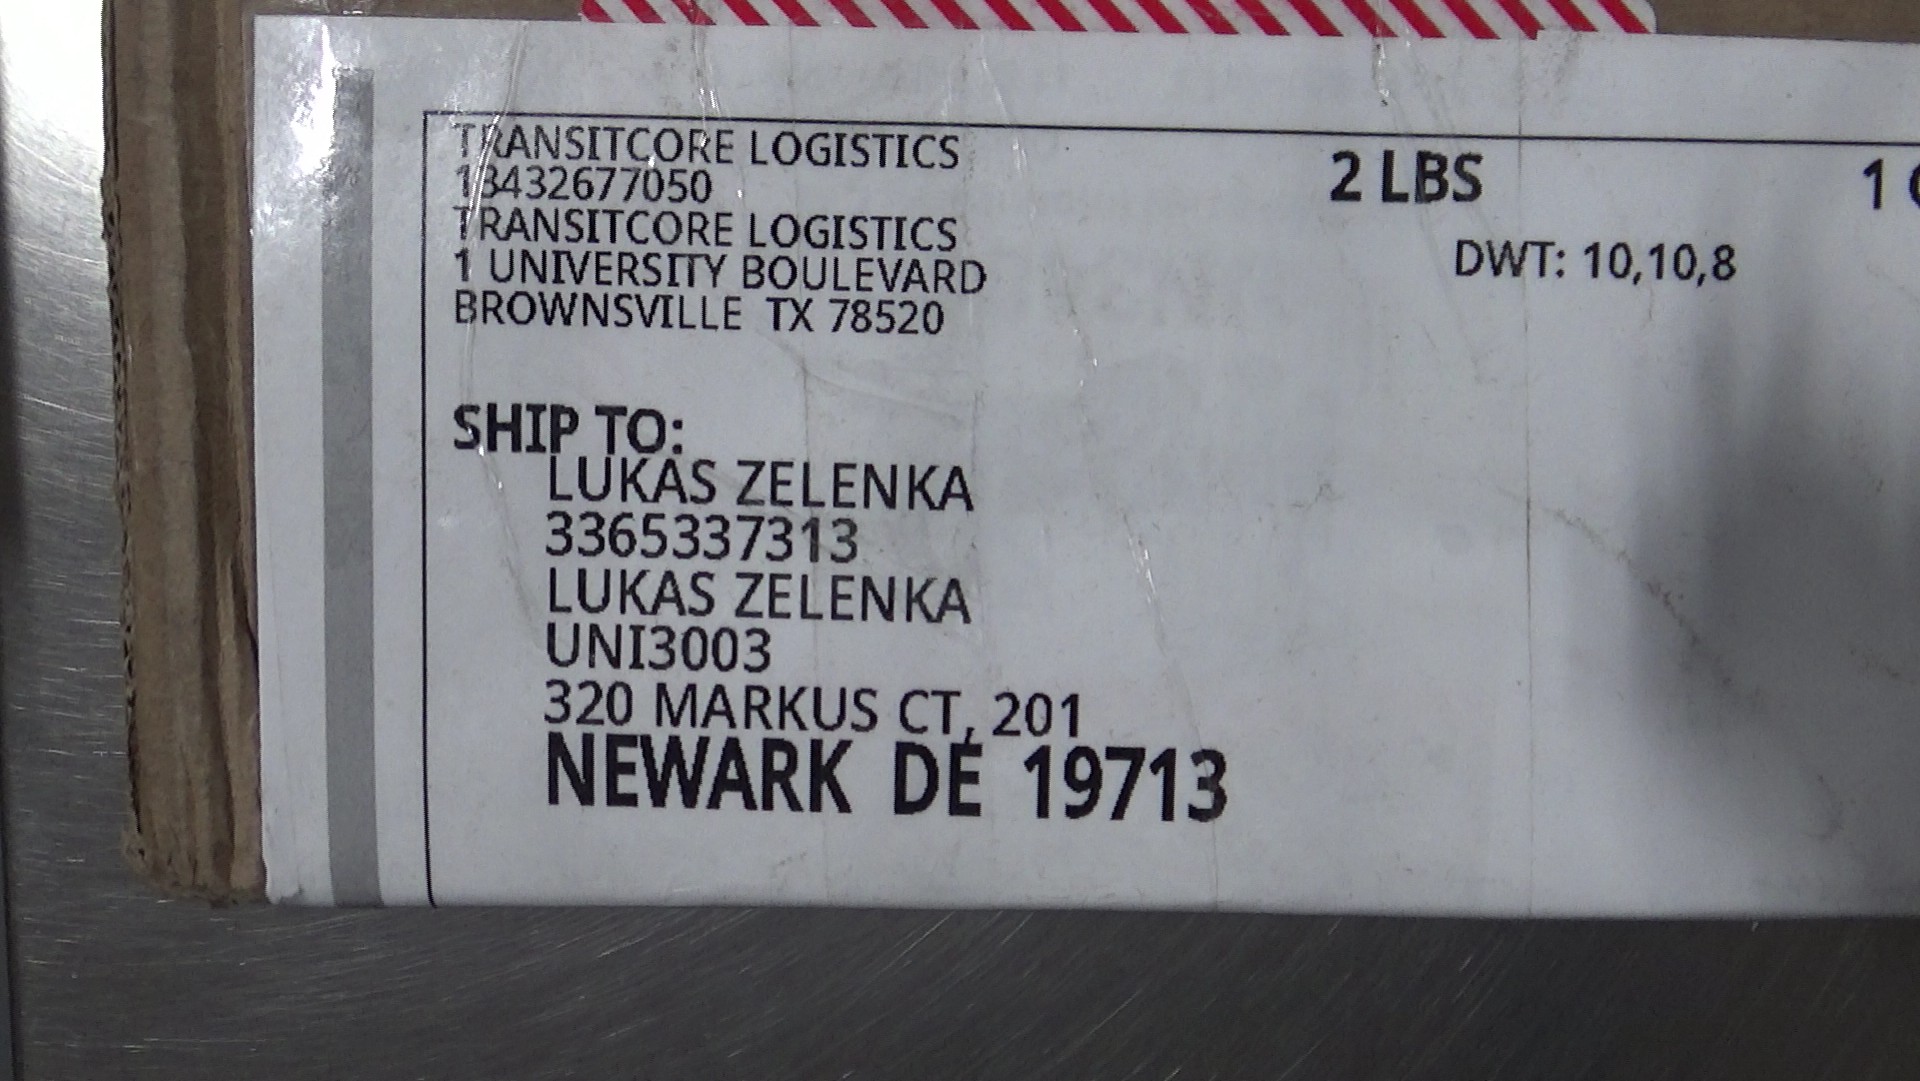 TRANSITCORE LOGISTICS
13432677050
TRANSITCORE LOGISTICS
1 UNIVERSITY BOULEVARD
BROWNSVILLE TX 78520
2 LBS
1
DWT: 10,10,8
SHIP TO:
LUKAS ZELENKA
3365337313
LUKAS ZELENKA
UNI3003
320 MARKUS CT, 201
NEWARK DE 19713